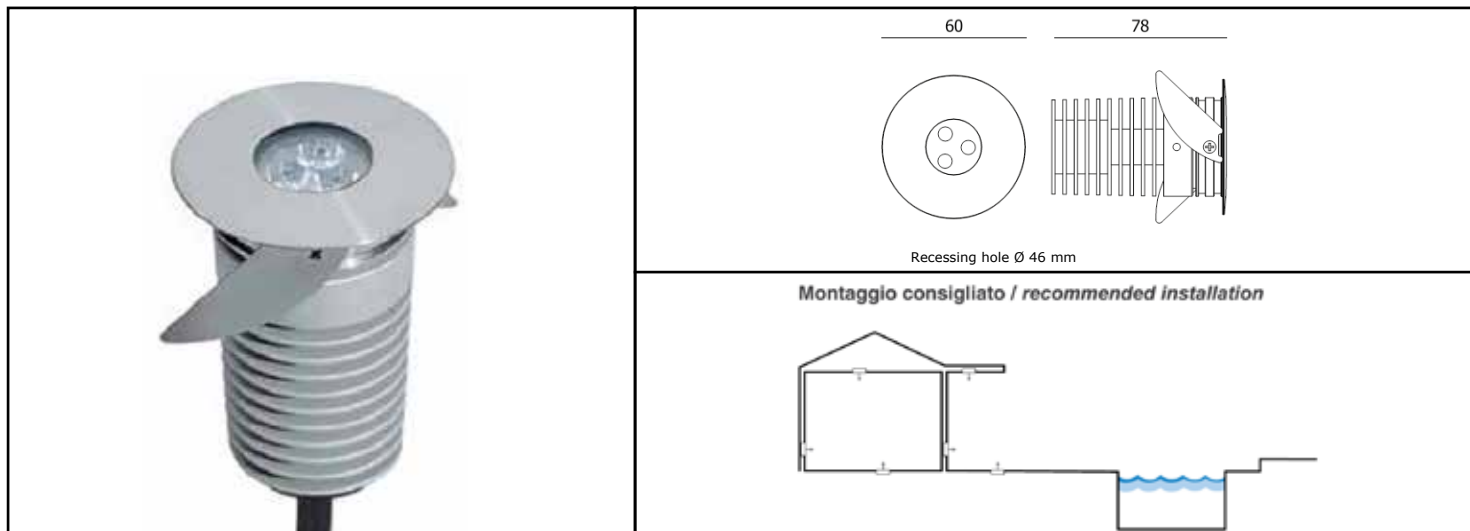 60 78
Recessing hole Ø 46 mm
Montaggio consigliato / recommended installation